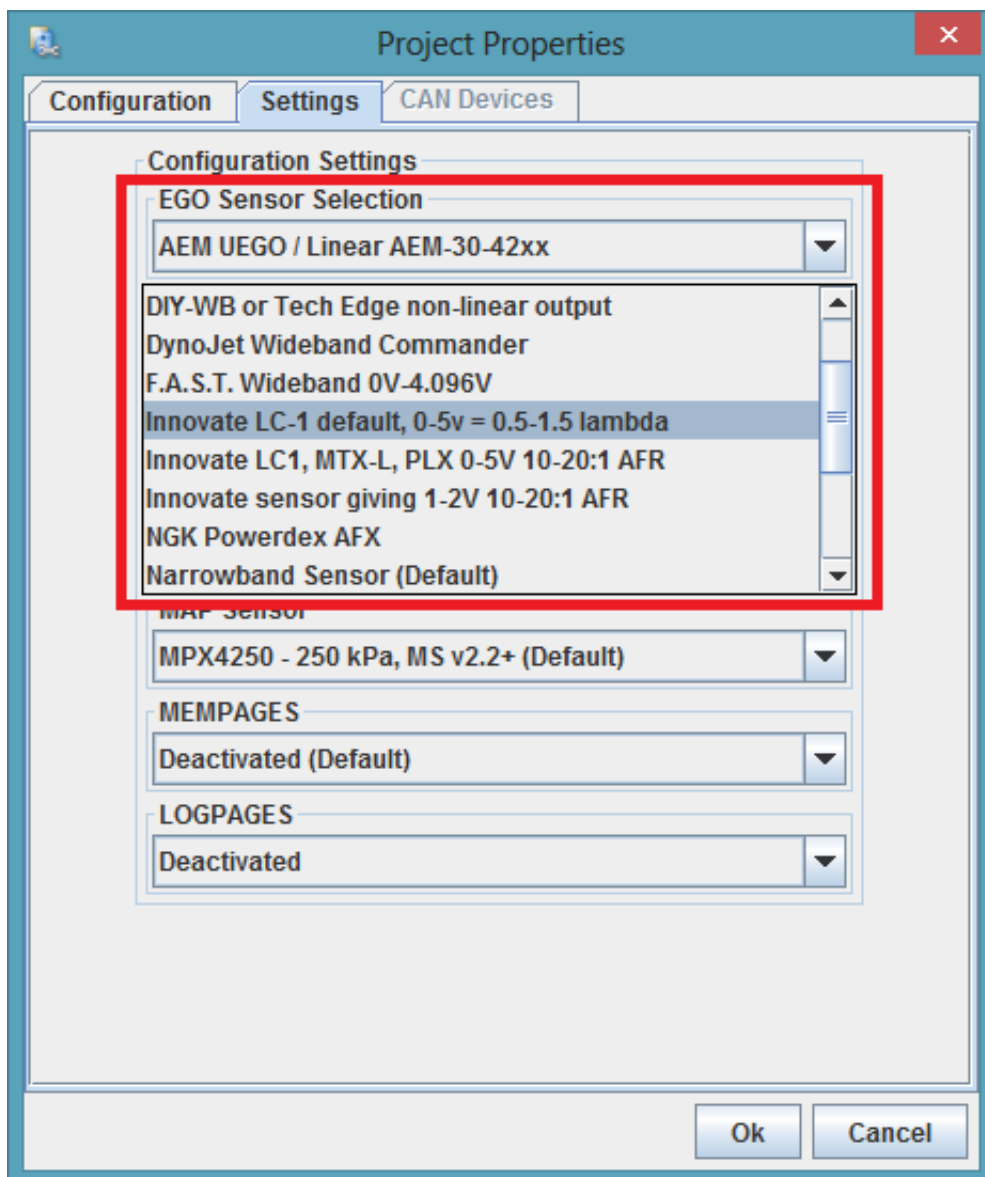 Project Properties
Configuration
Settings
CAN Devices
Configuration Settings
EGO Sensor Selection
AEM UEGO / Linear AEM-30-42xx
DIY-WB or Tech Edge non-linear output
DynoJet Wideband Commander
F.A.S.T. Wideband 0V-4.096V
Innovate LC-1 default, 0-5v = 0.5-1.5 lambda
Innovate LC1, MTX-L, PLX 0-5V 10-20:1 AFR
Innovate sensor giving 1-2V 10-20:1 AFR
NGK Powerdex AFX
Narrowband Sensor (Default)
MAP Sensor
MPX4250 - 250 kPa, MS v2.2+ (Default)
MEMPAGES
Deactivated (Default)
LOGPAGES
Deactivated
Ok
Cancel